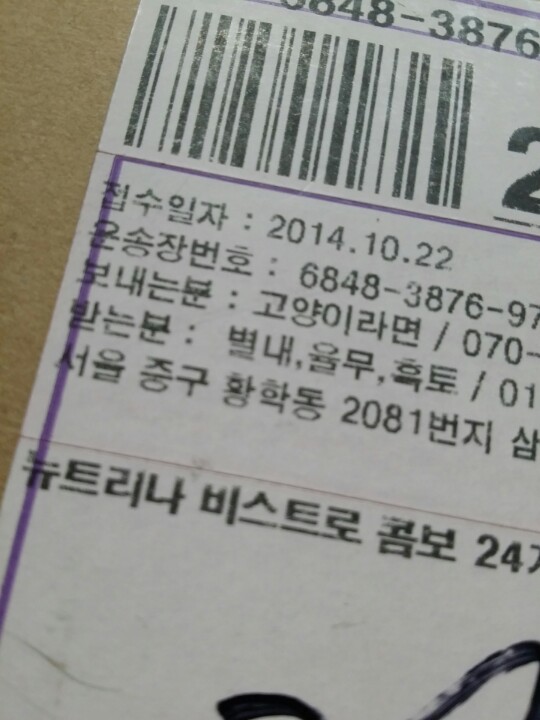 6848-3876
2
접수일자 : 2014.10.22
운송장번호 : 6848-3876-97
보내는분 : 고양이라면 / 070-
받는분 : 별내,율무,흑토 / 01
서울 중구 황학동 2081번지 삼
뉴트리나 비스트로 콤보 24개